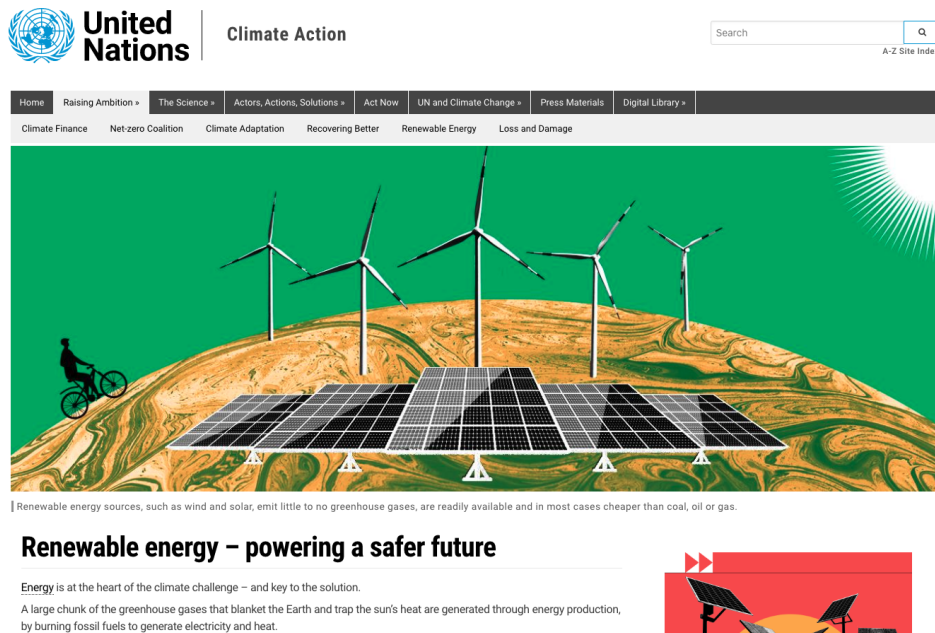 United
Nations
Climate Action
Search
A-Z Site Inde
Home Raising Ambition » The Science » Actors, Actions, Solutions » Act Now UN and Climate Change » Press Materials Digital Library »
Climate Finance Net-zero Coalition Climate Adaptation Recovering Better Renewable Energy Loss and Damage
Renewable energy sources, such as wind and solar, emit little to no greenhouse gases, are readily available and in most cases cheaper than coal, oil or gas.
Renewable energy – powering a safer future
Energy is at the heart of the climate challenge – and key to the solution.
A large chunk of the greenhouse gases that blanket the Earth and trap the sun's heat are generated through energy production,
by burning fossil fuels to generate electricity and heat.